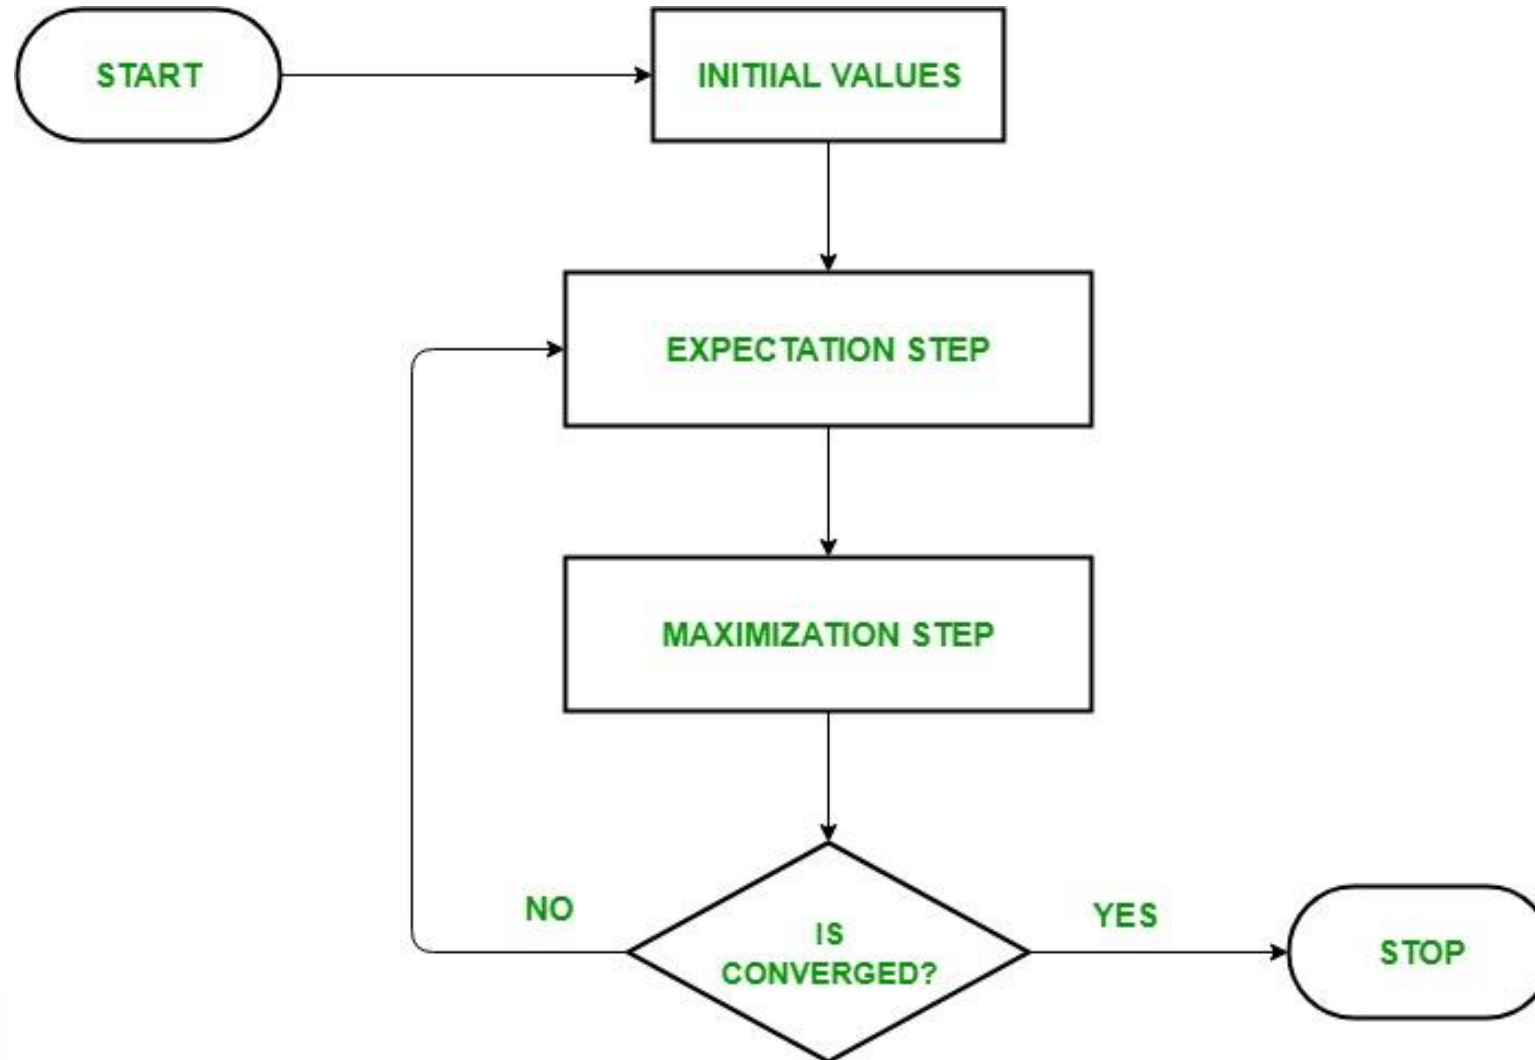 START
INITIIAL VALUES
EXPECTATION STEP
MAXIMIZATION STEP
NO
IS
CONVERGED?
YES
STOP